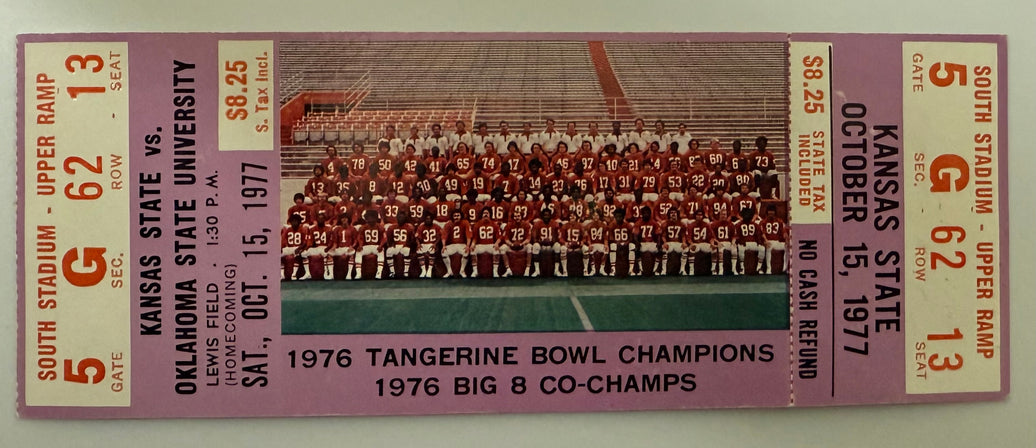 SOUTH STADIUM - UPPER RAMP
5 G 62 13
GATE SEC. ROW SEAT
KANSAS STATE vs.
OKLAHOMA STATE UNIVERSITY
LEWIS FIELD . 1:30 P. M.
(HOMECOMING)
SAT., OCT. 15, 1977
$8.25
S. Tax Incl.
1976 TANGERINE BOWL CHAMPIONS
1976 BIG 8 CO-CHAMPS
$8.25 STATE TAX
INCLUDED
NO CASH REFUND
KANSAS STATE
OCTOBER 15, 1977
SOUTH STADIUM - UPPER RAMP
5 G 62 13
GATE SEC. ROW SEAT